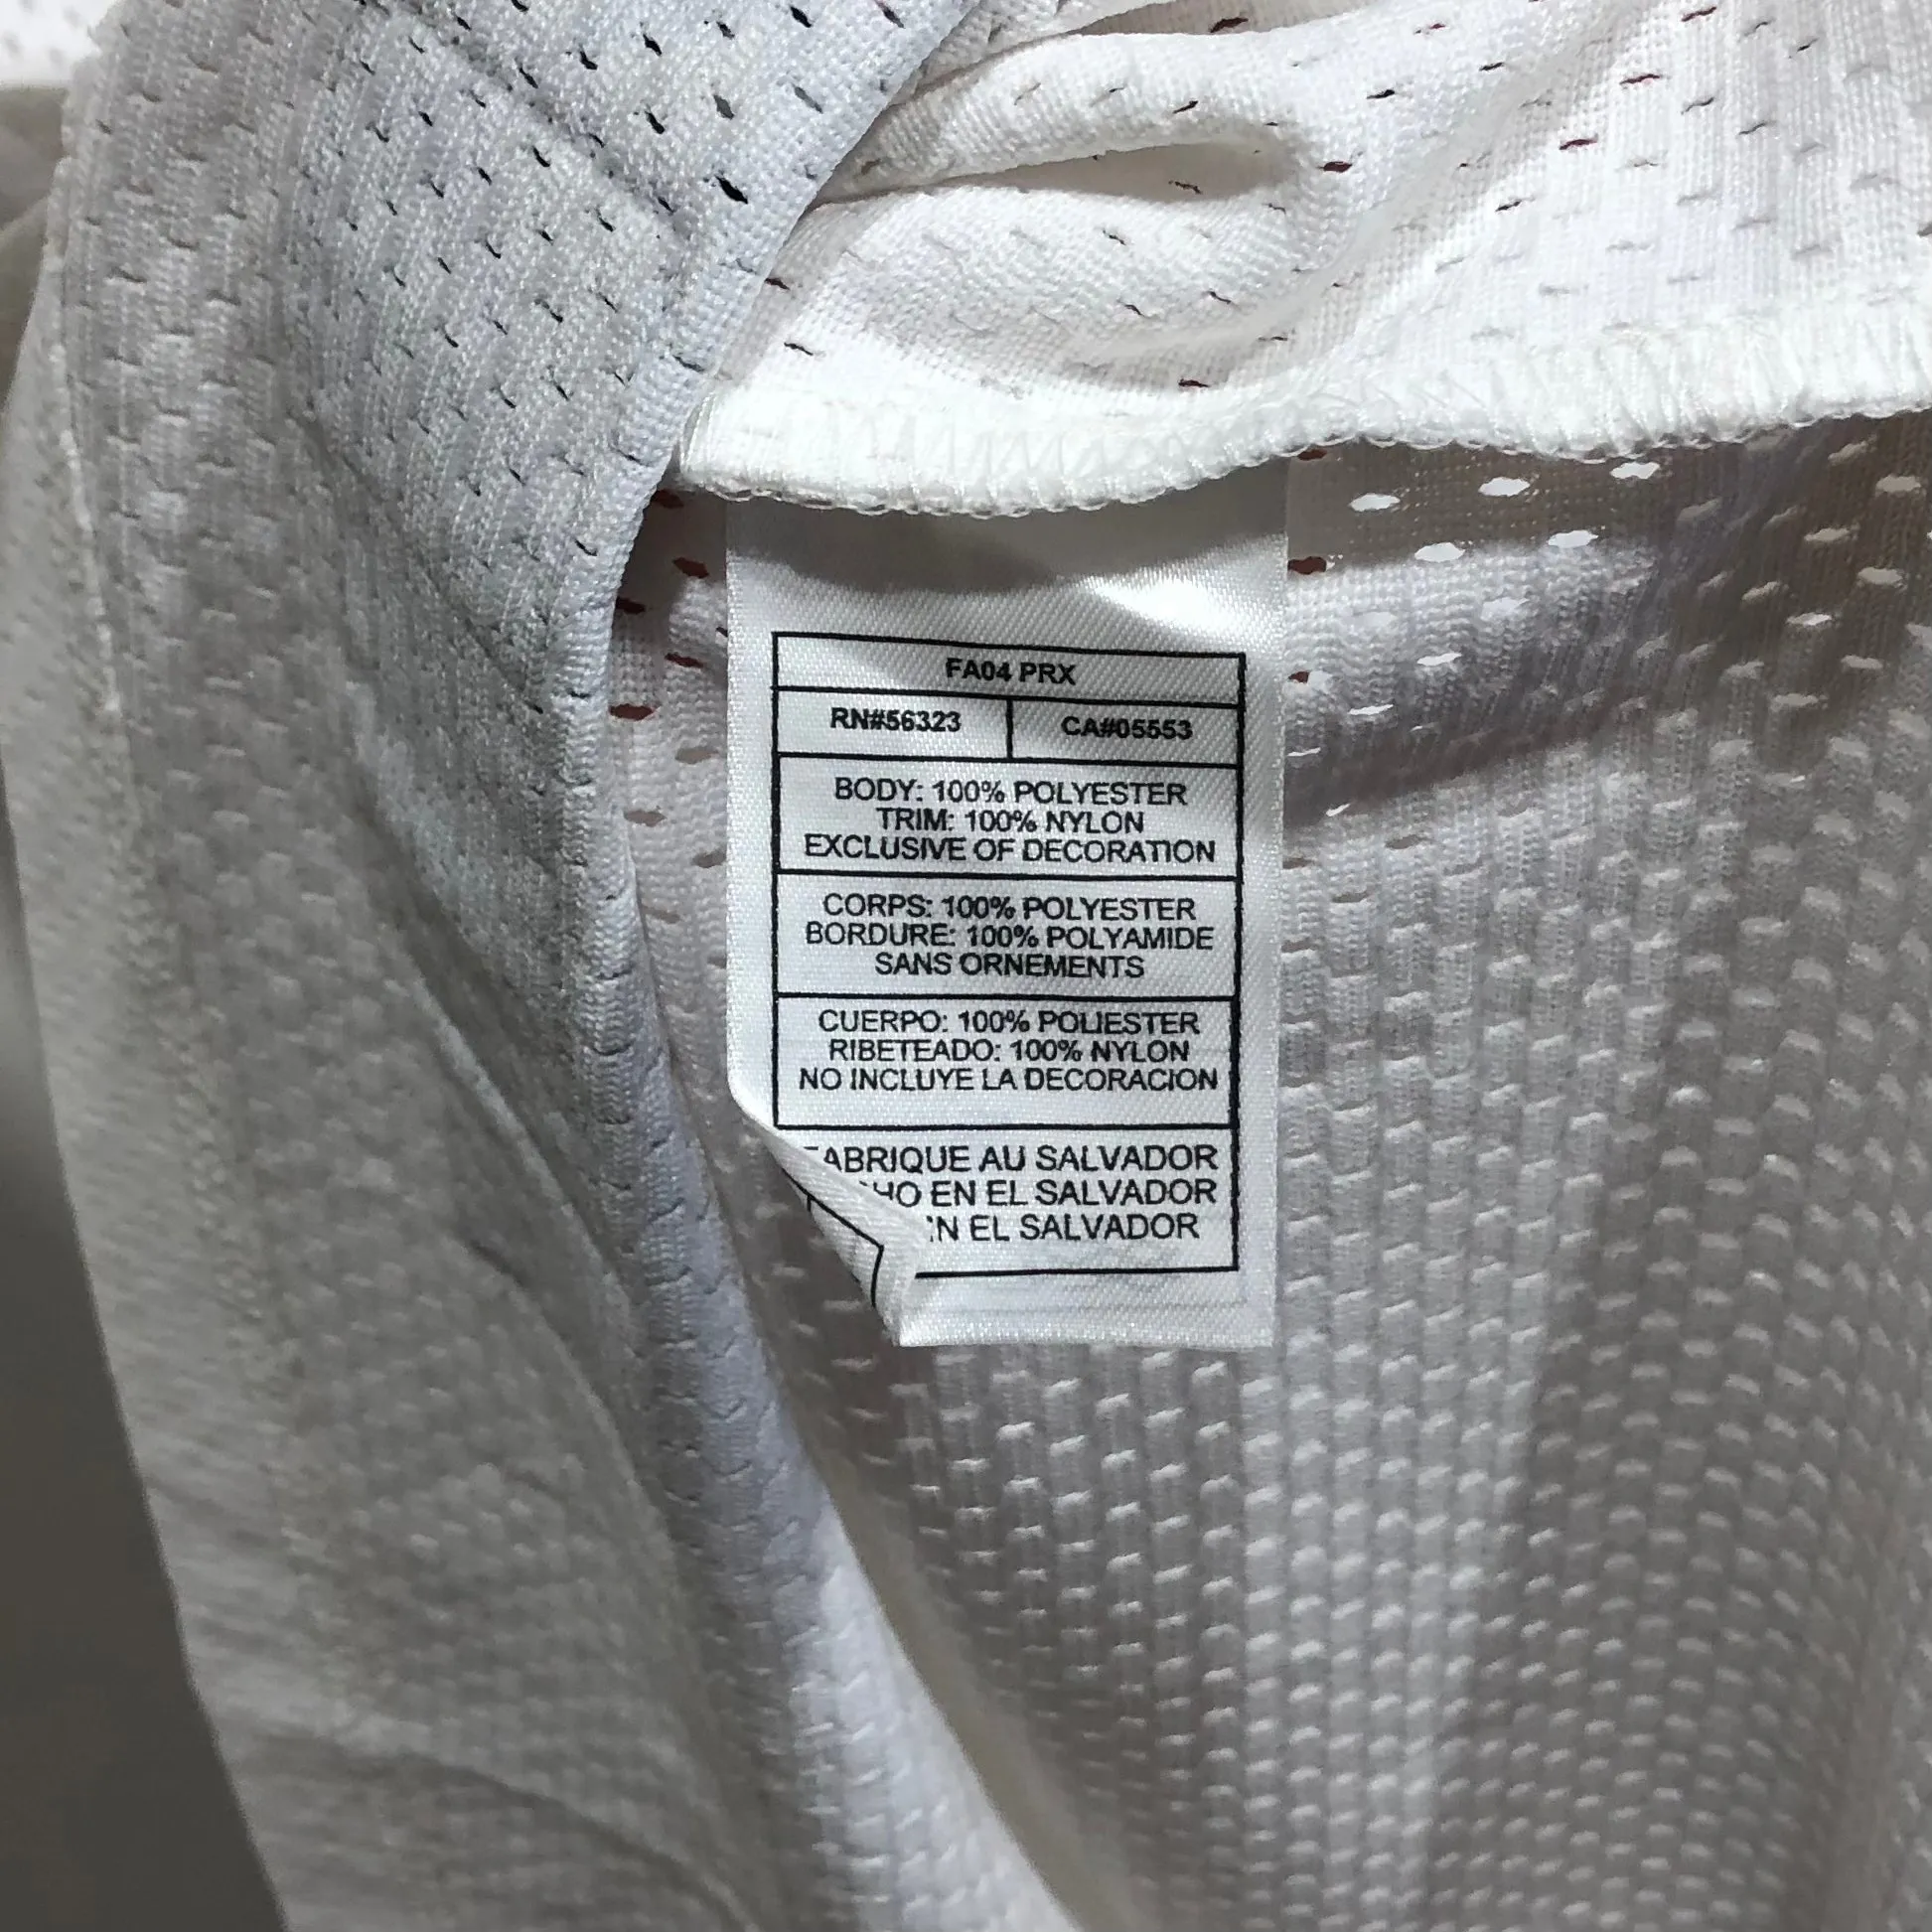 FA04 PRX
RN#56323 CA#05553
BODY: 100% POLYESTER
TRIM: 100% NYLON
EXCLUSIVE OF DECORATION
CORPS: 100% POLYESTER
BORDURE: 100% POLYAMIDE
SANS ORNEMENTS
CUERPO: 100% POLIESTER
RIBETEADO: 100% NYLON
NO INCLUYE LA DECORACION
ABRIQUE AU SALVADOR
HO EN EL SALVADOR
N EL SALVADOR